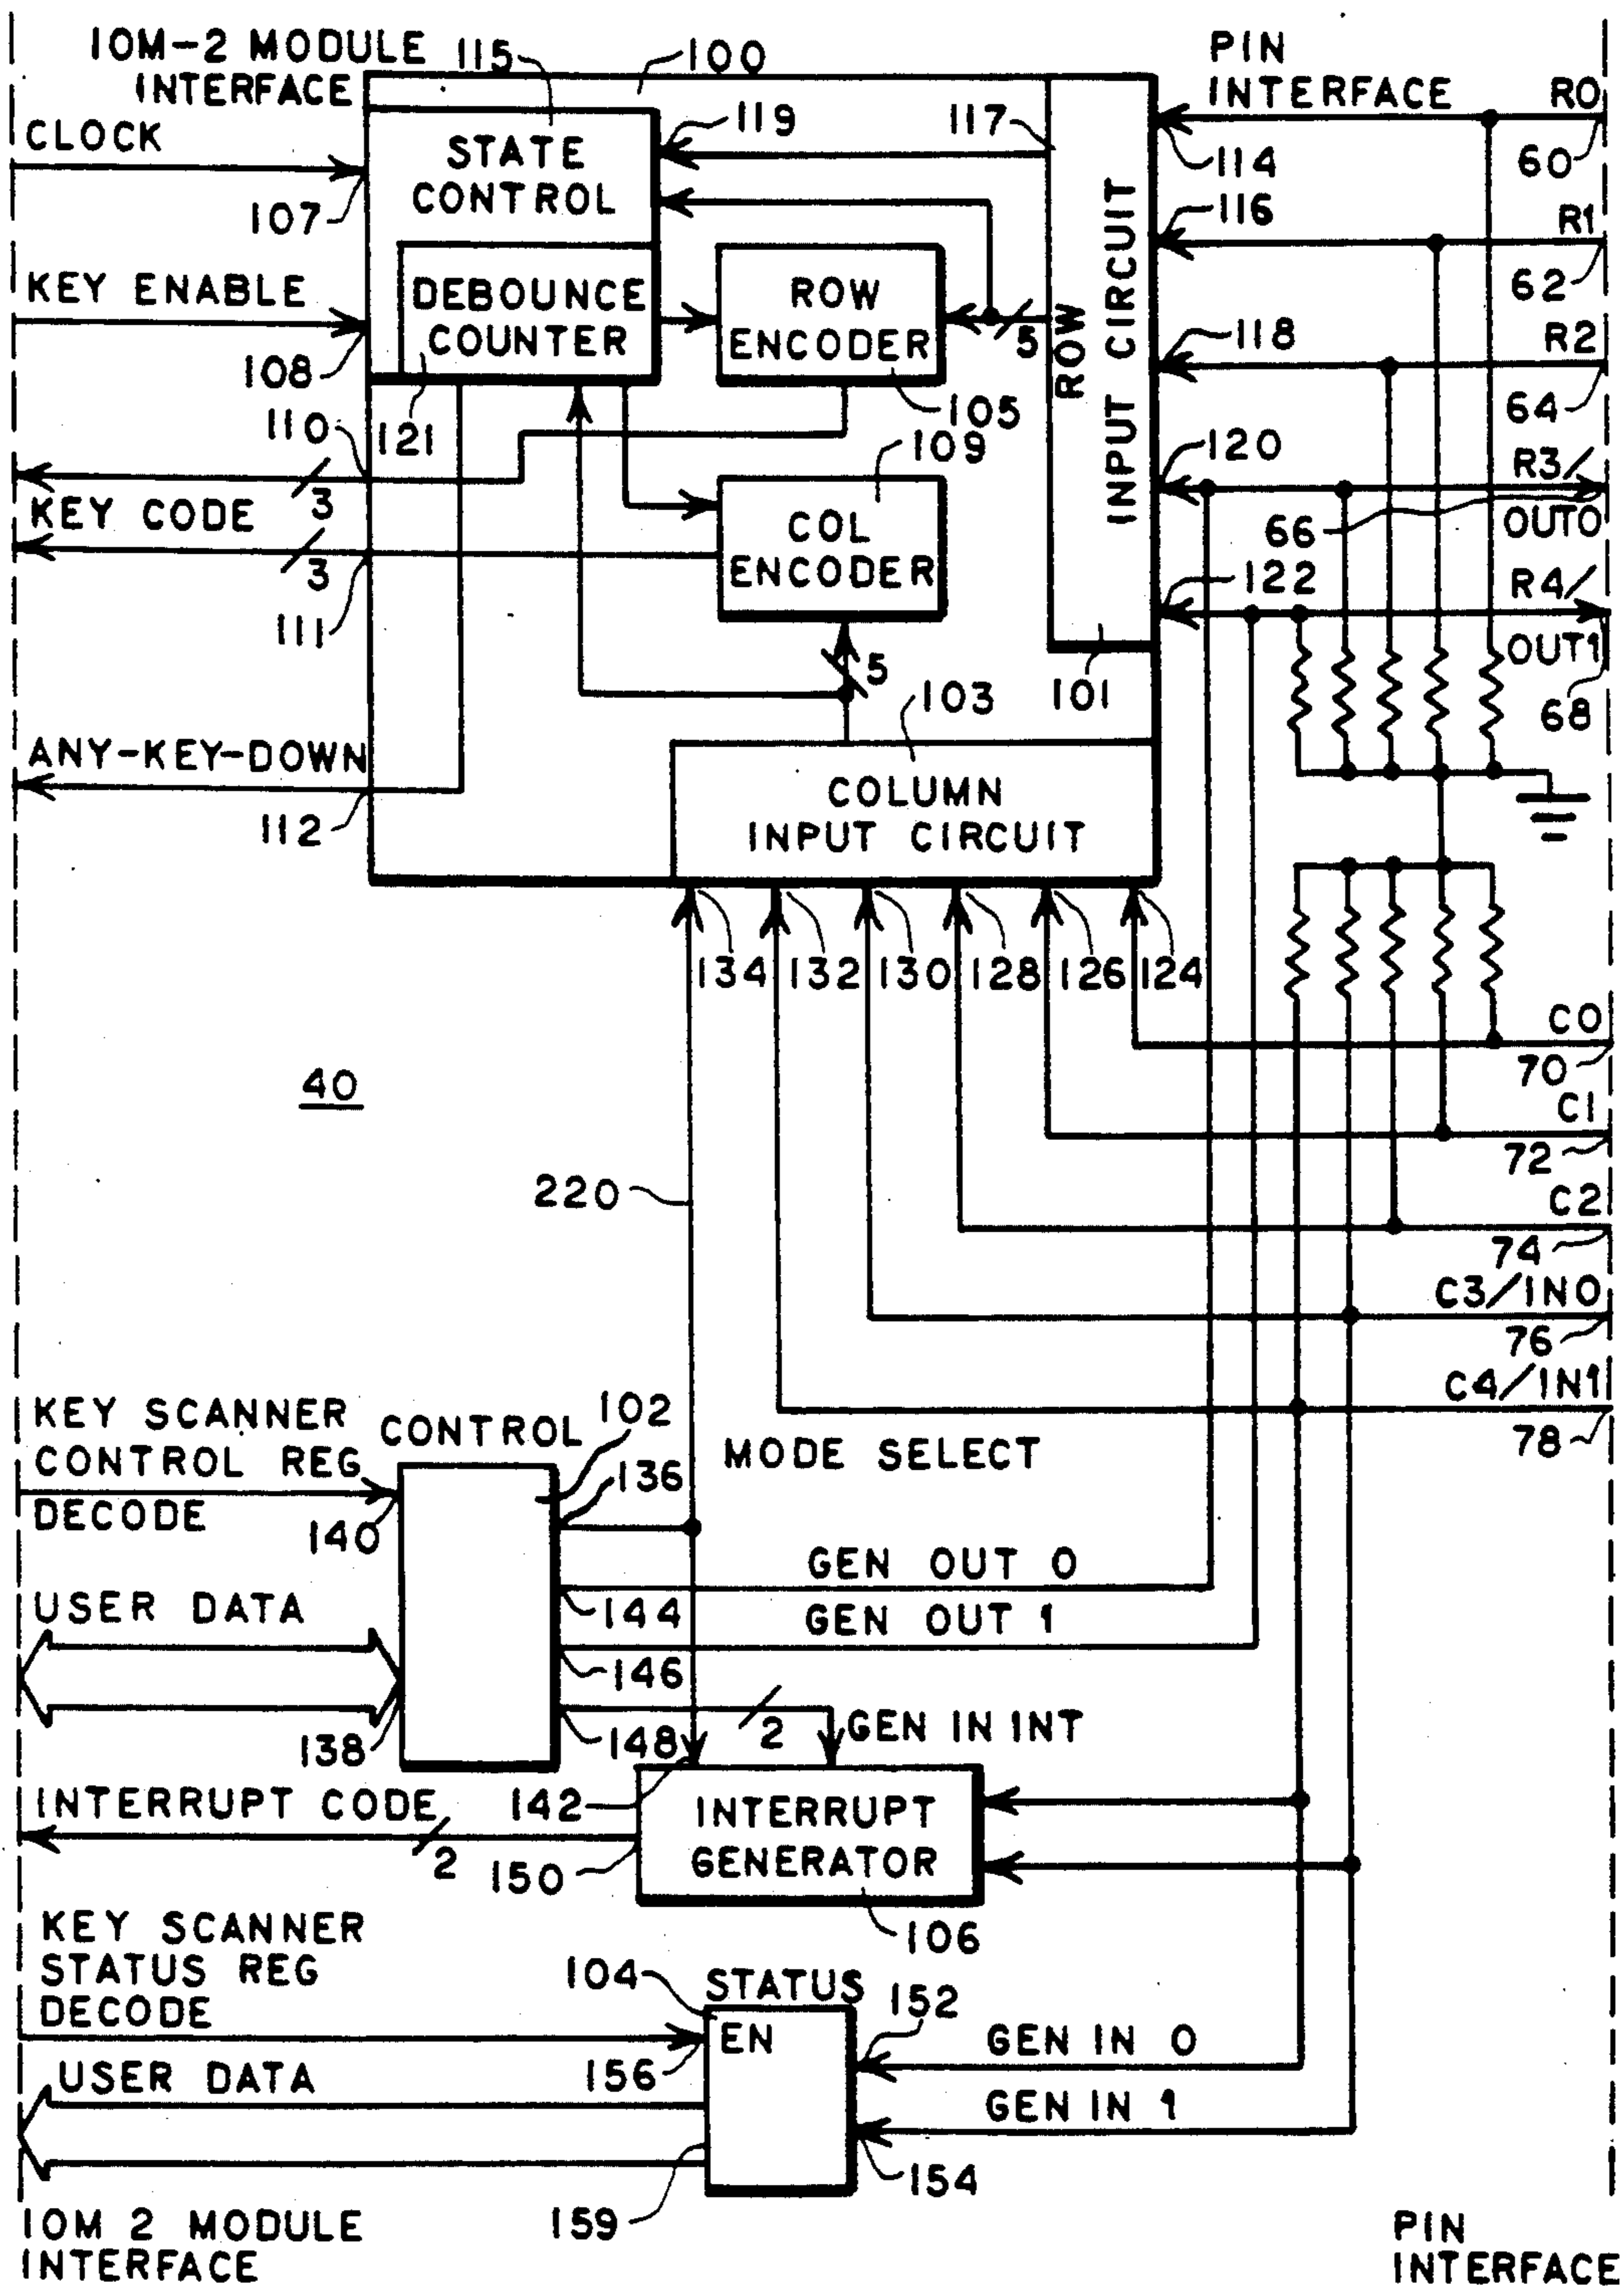 IOM-2 MODULE
INTERFACE
115
100
PIN
INTERFACE
R0
CLOCK
STATE
CONTROL
119
117
114
60
107
116
R1
KEY ENABLE
DEBOUNCE
COUNTER
ROW
ENCODER
5
ROW
INPUT CIRCUIT
62
108
118
R2
105
64
110
121
109
120
R3/
3
KEY CODE
COL
ENCODER
66
OUT0
3
122
R4/
111
5
OUT1
103
101
68
ANY-KEY-DOWN
COLUMN
INPUT CIRCUIT
112
134
132
130
128
126
124
C0
70
40
C1
72
220
C2
74
C3/IN0
76
C4/IN1
78
KEY SCANNER
CONTROL REG
DECODE
CONTROL
102
MODE SELECT
136
140
GEN OUT 0
USER DATA
144
GEN OUT 1
146
138
148
2
GEN IN INT
INTERRUPT CODE
142
INTERRUPT
GENERATOR
2
150
106
KEY SCANNER
STATUS REG
DECODE
104
STATUS
152
EN
GEN IN 0
156
USER DATA
GEN IN 1
154
159
IOM 2 MODULE
INTERFACE
PIN
INTERFACE